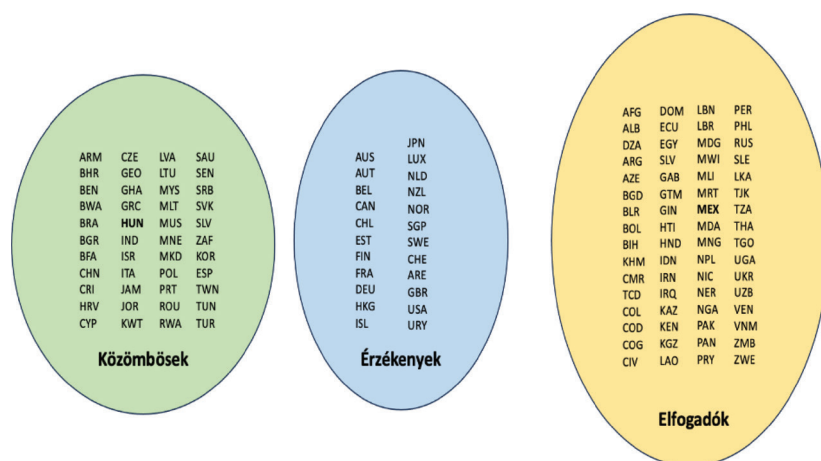 ARM CZE LVA SAU
BHR GEO LTU SEN
BEN GHA MYS SRB
BWA GRC MLT SVK
BRA HUN MUS SLV
BGR IND MNE ZAF
BFA ISR MKD KOR
CHN ITA POL ESP
CRI JAM PRT TWN
HRV JOR ROU TUN
CYP KWT RWA TUR
Közömbösek
JPN
AUS LUX
AUT NLD
BEL NZL
CAN NOR
CHL SGP
EST SWE
FIN CHE
FRA ARE
DEU GBR
HKG USA
ISL URY
Érzékenyek
AFG DOM LBN PER
ALB ECU LBR PHL
DZA EGY MDG RUS
ARG SLV MWI SLE
AZE GAB MLI LKA
BGD GTM MRT TJK
BLR GIN MEX TZA
BOL HTI MDA THA
BIH HND MNG TGO
KHM IDN NPL UGA
CMR IRN NIC UKR
TCD IRQ NER UZB
COL KAZ NGA VEN
COD KEN PAK VNM
COG KGZ PAN ZMB
CIV LAO PRY ZWE
Elfogadók